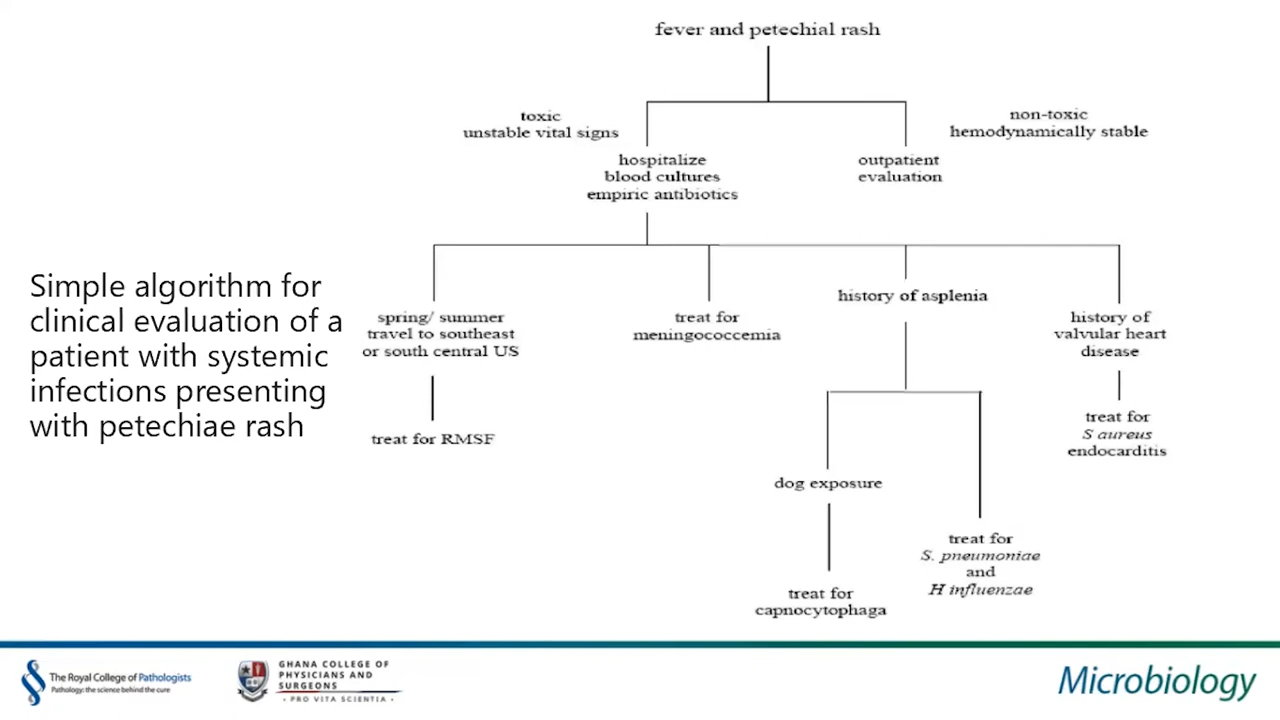 Simple algorithm for
clinical evaluation of a
patient with systemic
infections presenting
with petechiae rash
fever and petechial rash
toxic
unstable vital signs
non-toxic
hemodynamically stable
hospitalize
blood cultures
empiric antibiotics
outpatient
evaluation
spring/ summer
travel to southeast
or south central US
treat for RMSF
treat for
meningococcemia
history of asplenia
dog exposure
treat for
capnocytophaga
treat for
S. pneumoniae
and
H influenzae
history of
valvular heart
disease
treat for
S aureus
endocarditis
The Royal College of Pathologists
Pathology: the science behind the cure
GHANA COLLEGE OF
PHYSICIANS AND
SURGEONS
· PRO VITA SCIENTIA ·
Microbiology